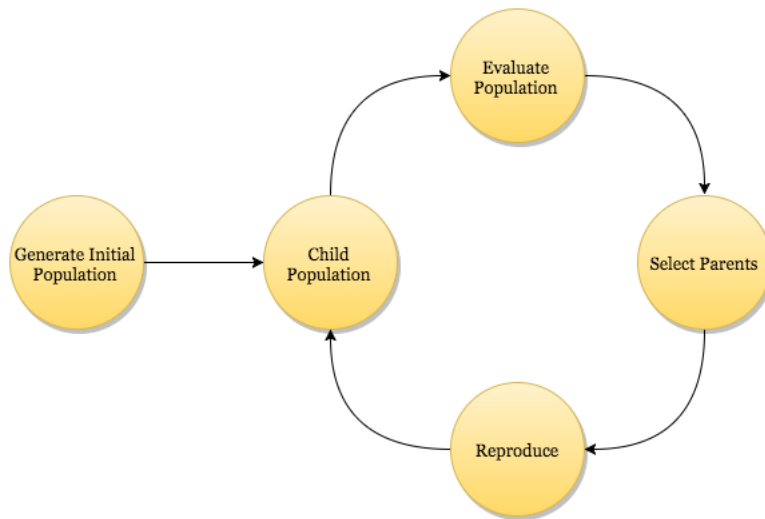 Evaluate
Population
Generate Initial
Population
Child
Population
Select Parents
Reproduce